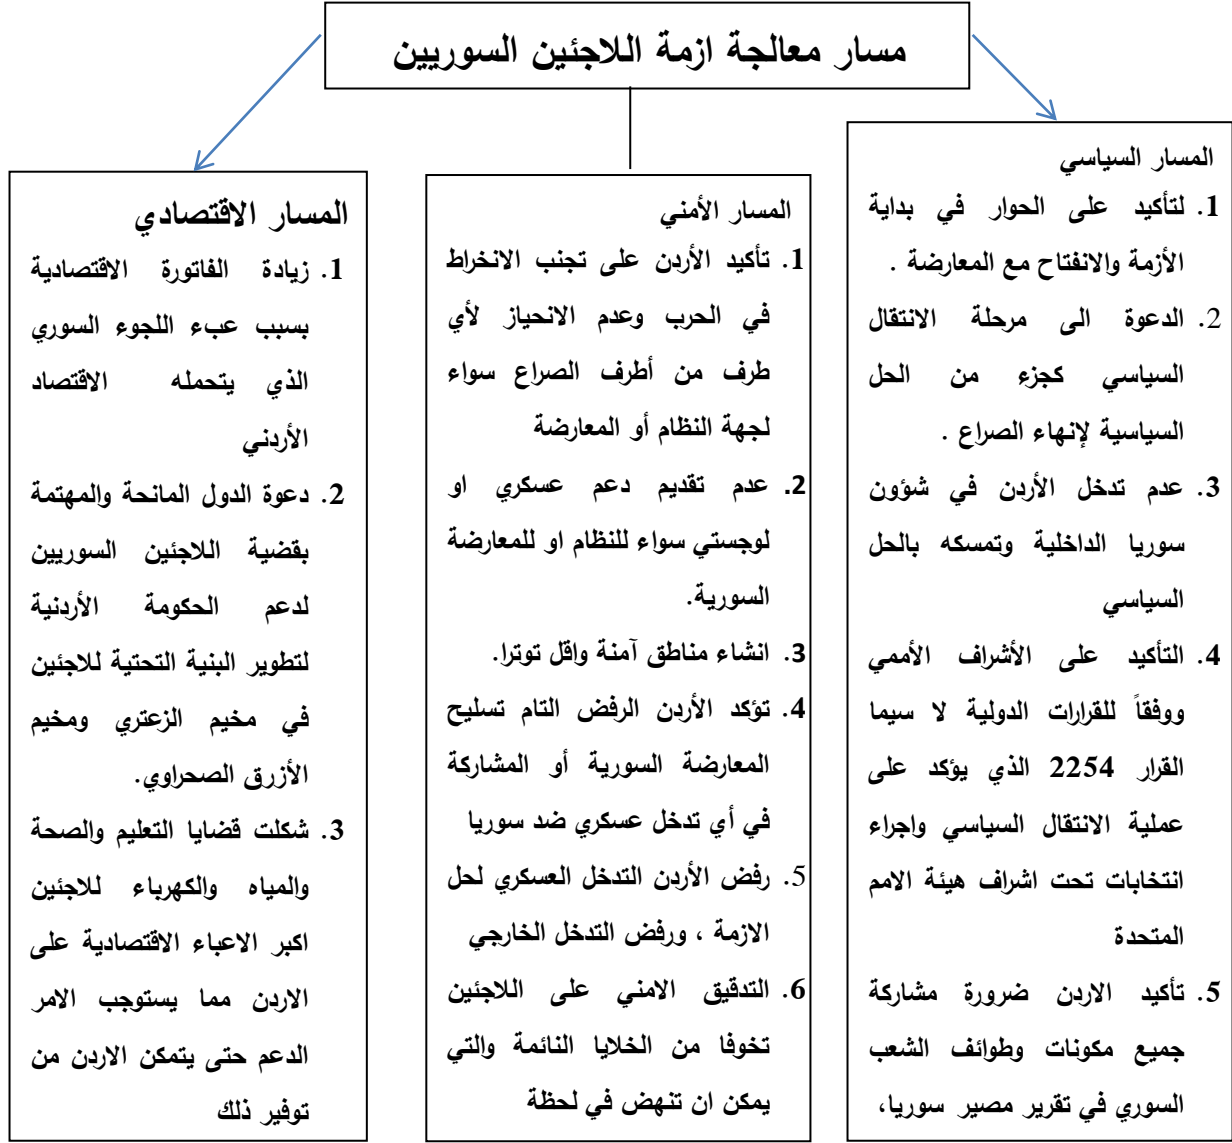 مسار معالجة ازمة اللاجئين السوريين
المسار السياسي
1. لتأكيد على الحوار في بداية
الأزمة والانفتاح مع المعارضة .
2. الدعوة الى مرحلة الانتقال
السياسي كجزء من الحل
السياسية لإنهاء الصراع .
3. عدم تدخل الأردن في شؤون
سوريا الداخلية وتمسكه بالحل
السياسي
4. التأكيد على الأشراف الأممي
ووفقاً للقرارات الدولية لا سيما
القرار 2254 الذي يؤكد على
عملية الانتقال السياسي واجراء
انتخابات تحت اشراف هيئة الامم
المتحدة
5. تأكيد الاردن ضرورة مشاركة
جميع مكونات وطوائف الشعب
السوري في تقرير مصير سوريا،
المسار الأمني
1. تأكيد الأردن على تجنب الانخراط
في الحرب وعدم الانحياز لأي
طرف من أطرف الصراع سواء
لجهة النظام أو المعارضة
2. عدم تقديم دعم عسكري او
لوجستي سواء للنظام او للمعارضة
السورية.
3. انشاء مناطق آمنة واقل توترا.
4. تؤكد الأردن الرفض التام تسليح
المعارضة السورية أو المشاركة
في أي تدخل عسكري ضد سوريا
5. رفض الأردن التدخل العسكري لحل
الازمة ، ورفض التدخل الخارجي
6. التدقيق الامني على اللاجئين
تخوفا من الخلايا النائمة والتي
يمكن ان تنهض في لحظة
المسار الاقتصادي
1. زيادة الفاتورة الاقتصادية
بسبب عبء اللجوء السوري
الذي يتحمله الاقتصاد
الأردني
2. دعوة الدول المانحة والمهتمة
بقضية اللاجئين السوريين
لدعم الحكومة الأردنية
لتطوير البنية التحتية للاجئين
في مخيم الزعتري ومخيم
الأزرق الصحراوي.
3. شكلت قضايا التعليم والصحة
والمياه والكهرباء للاجئين
اكبر الاعباء الاقتصادية على
الاردن مما يستوجب الامر
الدعم حتى يتمكن الاردن من
توفير ذلك